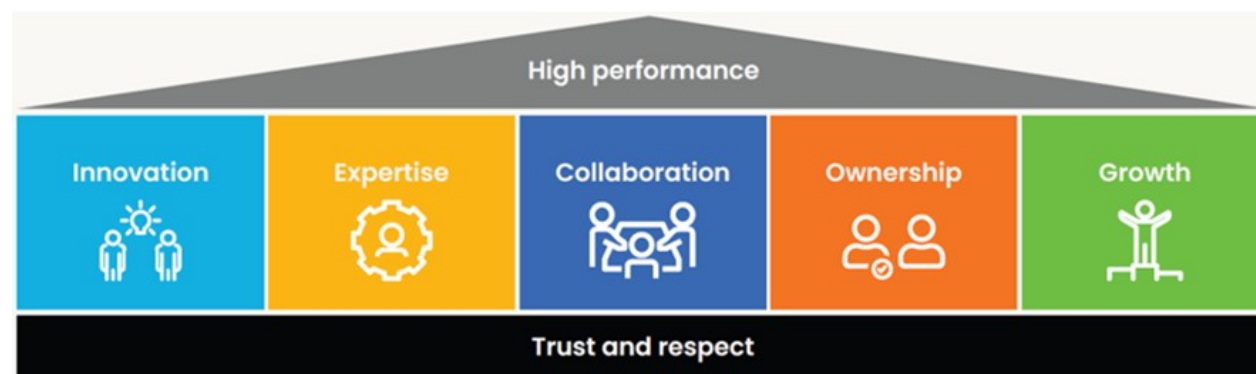 High performance
Innovation
Expertise
Collaboration
Ownership
Growth
Trust and respect